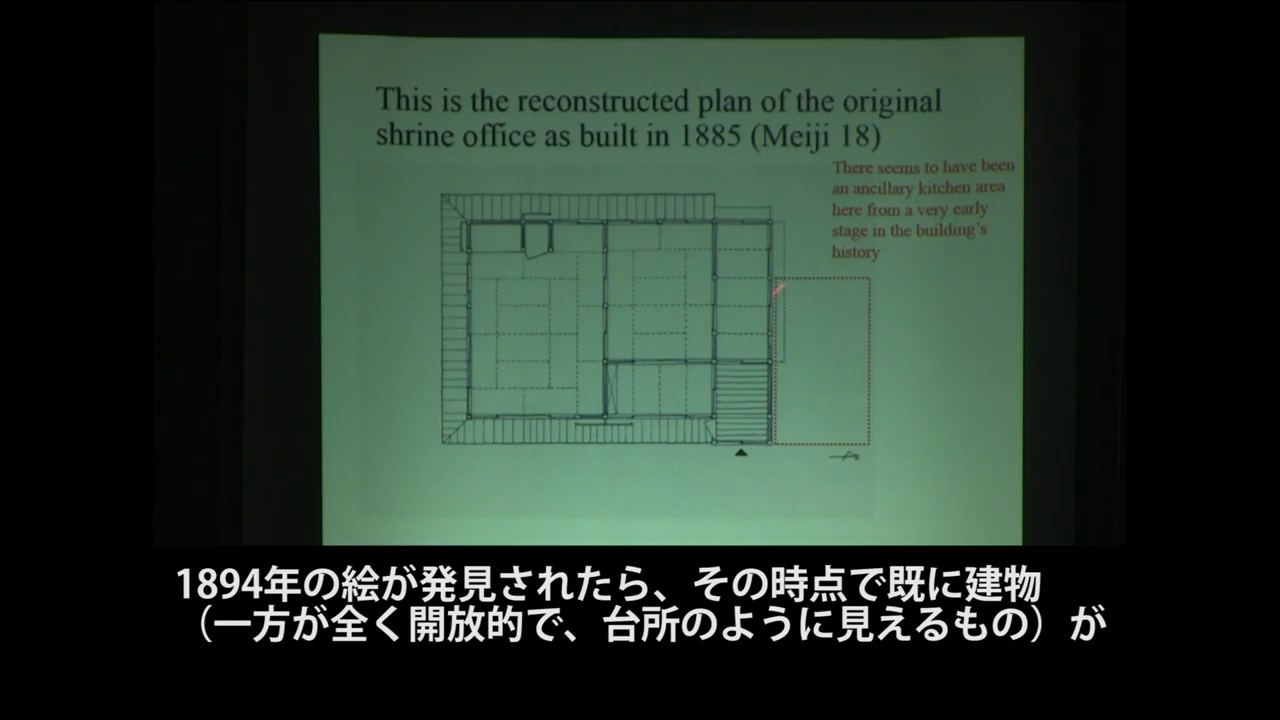 This is the reconstructed plan of the original
shrine office as built in 1885 (Meiji 18)
There seems to have been
an ancillary kitchen area
here from a very early
stage in the building's
history
1894年の絵が発見されたら、その時点で既に建物
（一方が全く開放的で、台所のように見えるもの）が